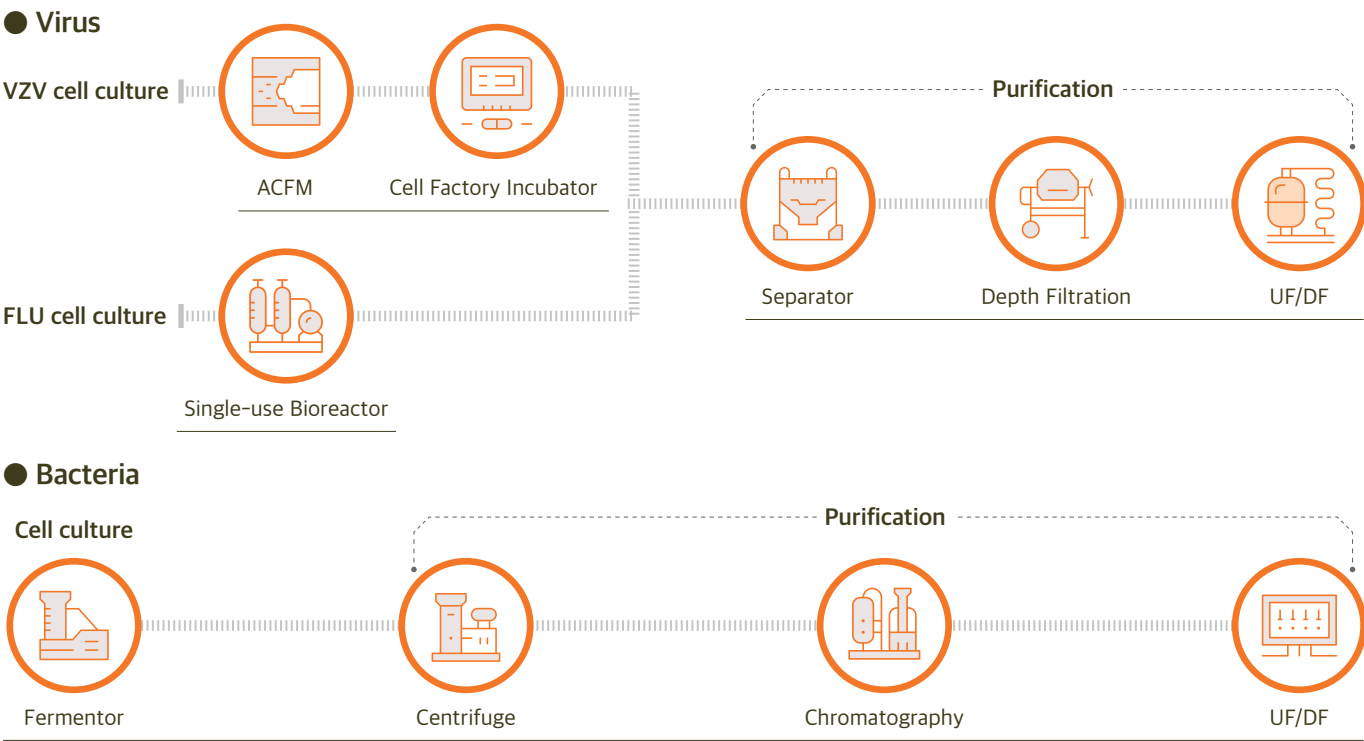 ● Virus
VZV cell culture
ACFM
Cell Factory Incubator
FLU cell culture
Single-use Bioreactor
Purification
Separator
Depth Filtration
UF/DF
● Bacteria
Cell culture
Purification
Fermentor
Centrifuge
Chromatography
UF/DF